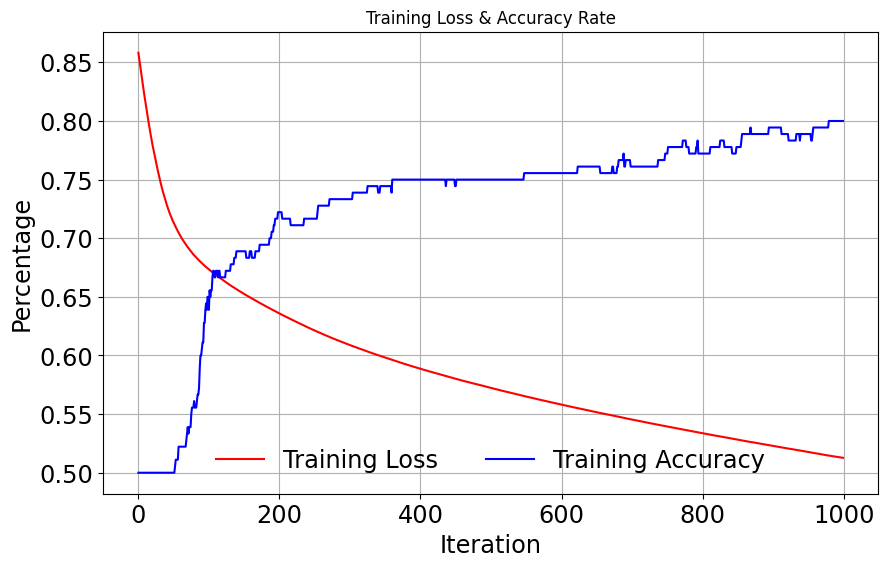 Training Loss & Accuracy Rate
0.85
0.80
0.75
0.70
0.65
0.60
0.55
0.50
Percentage
Training Loss
Training Accuracy
0
200
400
600
800
1000
Iteration